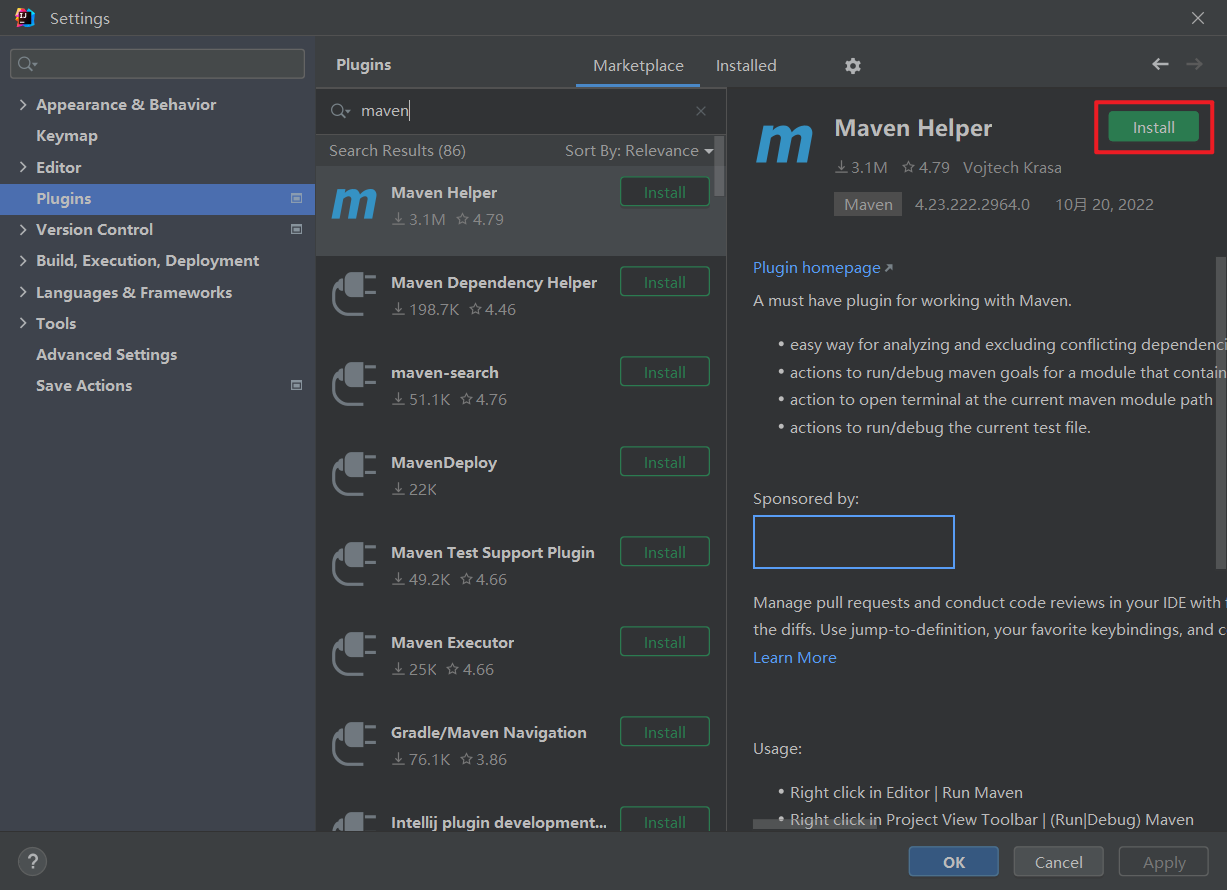 Settings
Appearance & Behavior
Keymap
Editor
Plugins
Version Control
Build, Execution, Deployment
Languages & Frameworks
Tools
Advanced Settings
Save Actions
?
Plugins
Marketplace
Installed
maven
Search Results (86)
Sort By: Relevance
Maven Helper
Install
3.1M 4.79
Maven Dependency Helper
Install
198.7K 4.46
maven-search
Install
51.1K 4.76
MavenDeploy
Install
22K
Maven Test Support Plugin
Install
49.2K 4.66
Maven Executor
Install
25K 4.66
Gradle/Maven Navigation
Install
76.1K 3.86
Intellij plugin development...
Install
m
m
Maven Helper
Install
3.1M 4.79 Vojtech Krasa
Maven 4.23.222.2964.0 10月 20, 2022
Plugin homepage
A must have plugin for working with Maven.
• easy way for analyzing and excluding conflicting dependenci
• actions to run/debug maven goals for a module that contain
• action to open terminal at the current maven module path
• actions to run/debug the current test file.
Sponsored by:
Manage pull requests and conduct code reviews in your IDE with
the diffs. Use jump-to-definition, your favorite keybindings, and
Learn More
Usage:
• Right click in Editor | Run Maven
• Right click in Project View Toolbar | (Run|Debug) Maven
OK
Cancel
Apply